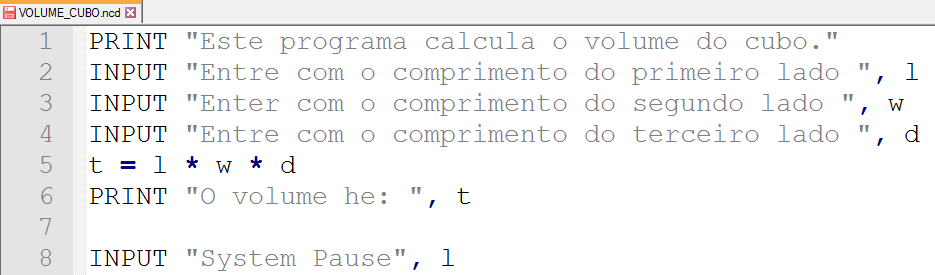 VOLUME_CUBO.ncd
1 PRINT "Este programa calcula o volume do cubo."
2 INPUT "Entre com o comprimento do primeiro lado ", l
3 INPUT "Enter com o comprimento do segundo lado ", w
4 INPUT "Entre com o comprimento do terceiro lado ", d
5 t = l * w * d
6 PRINT "O volume he: ", t
7
8 INPUT "System Pause", l